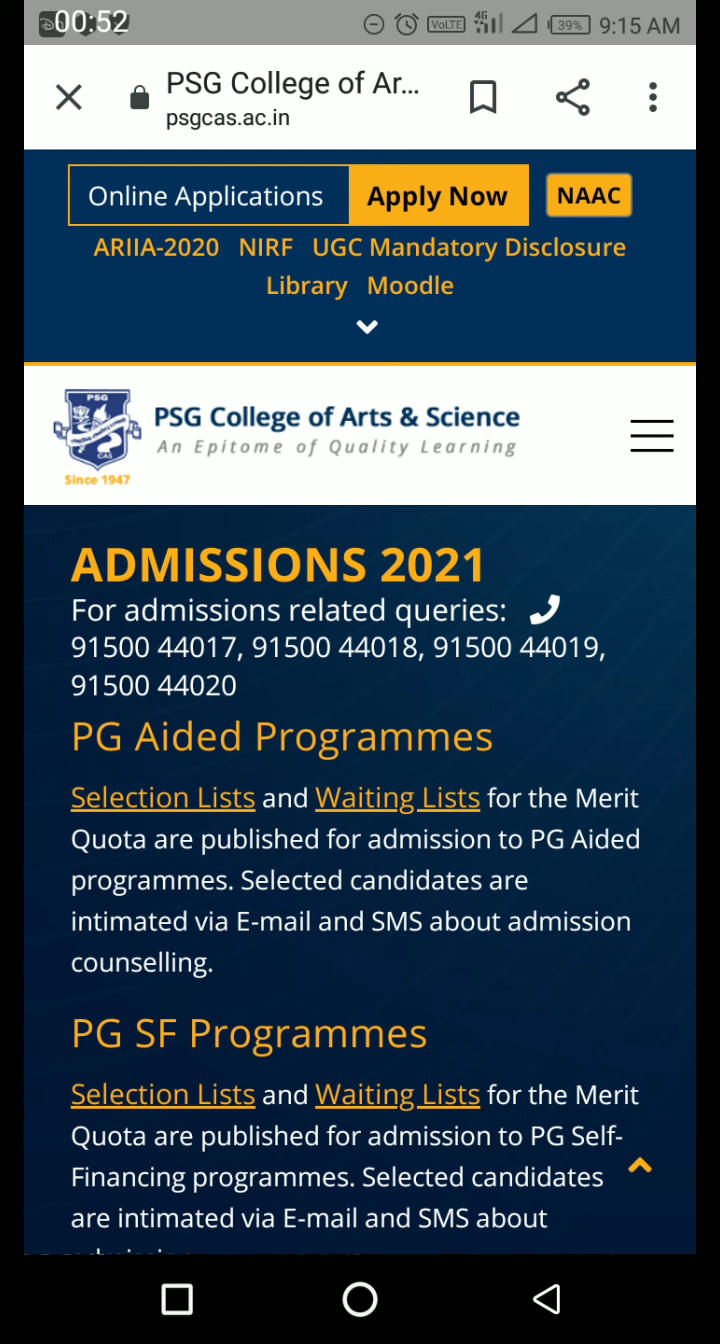 00:52 VoLTE 4G 39% 9:15 AM
PSG College of Ar...
psgcas.ac.in
Online Applications Apply Now NAAC
ARIIA-2020 NIRF UGC Mandatory Disclosure
Library Moodle
PSG
CAS
Since 1947
PSG College of Arts & Science
An Epitome of Quality Learning
ADMISSIONS 2021
For admissions related queries:
91500 44017, 91500 44018, 91500 44019,
91500 44020
PG Aided Programmes
Selection Lists and Waiting Lists for the Merit
Quota are published for admission to PG Aided
programmes. Selected candidates are
intimated via E-mail and SMS about admission
counselling.
PG SF Programmes
Selection Lists and Waiting Lists for the Merit
Quota are published for admission to PG Self-
Financing programmes. Selected candidates
are intimated via E-mail and SMS about